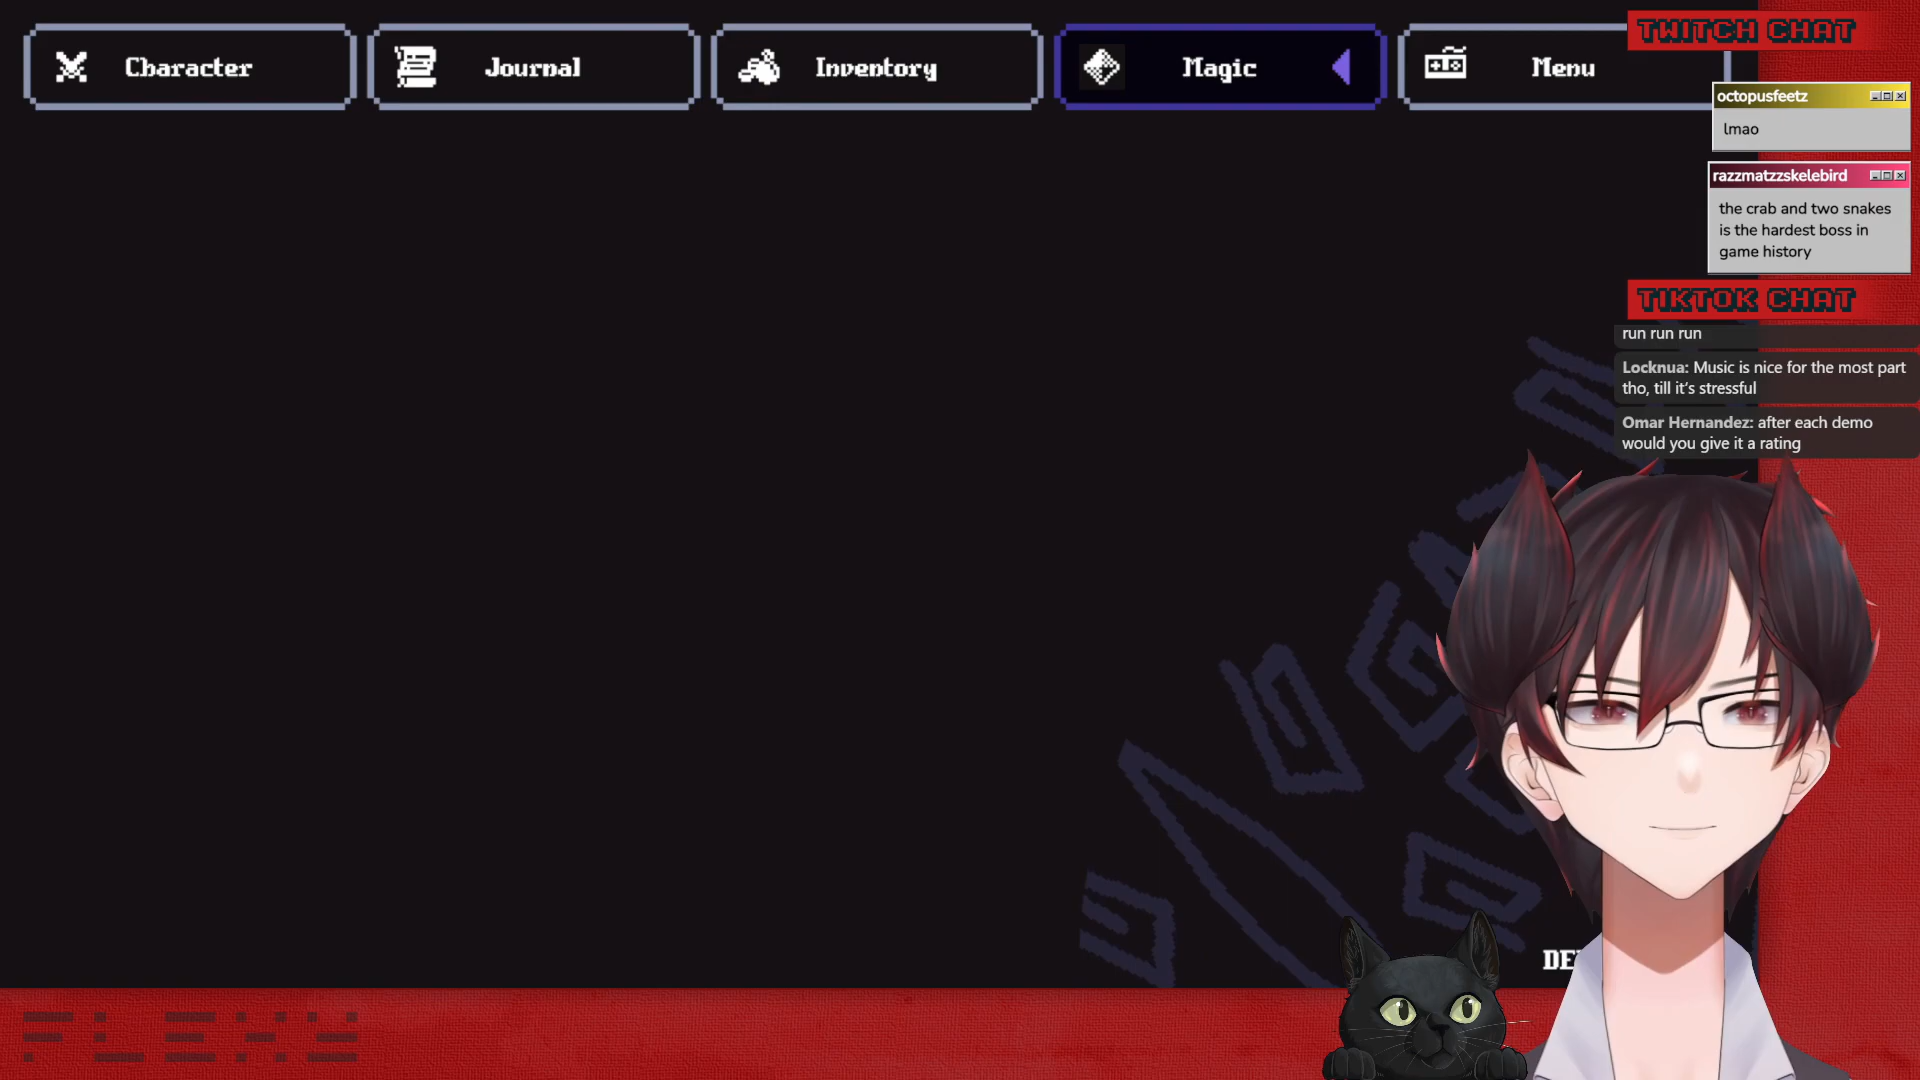 Character
Journal
Inventory
Magic
Menu
TWITCH CHAT
octopusfeetz
lmao
razzmatzzskelebird
the crab and two snakes
is the hardest boss in
game history
TIKTOK CHAT
run run run
Locknua: Music is nice for the most part
tho, till it's stressful
Omar Hernandez: after each demo
would you give it a rating
FLEXY